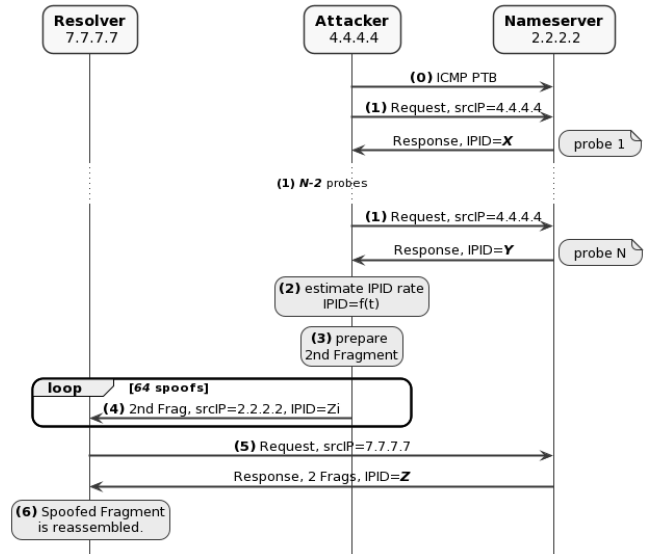 Resolver
7.7.7.7
Attacker
4.4.4.4
Nameserver
2.2.2.2
(0) ICMP PTB
(1) Request, srcIP=4.4.4.4
Response, IPID=X
probe 1
(1) N-2 probes
(1) Request, srcIP=4.4.4.4
Response, IPID=Y
probe N
(2) estimate IPID rate
IPID=f(t)
(3) prepare
2nd Fragment
loop [64 spoofs]
(4) 2nd Frag, srcIP=2.2.2.2, IPID=Zi
(5) Request, srcIP=7.7.7.7
Response, 2 Frags, IPID=Z
(6) Spoofed Fragment
is reassembled.